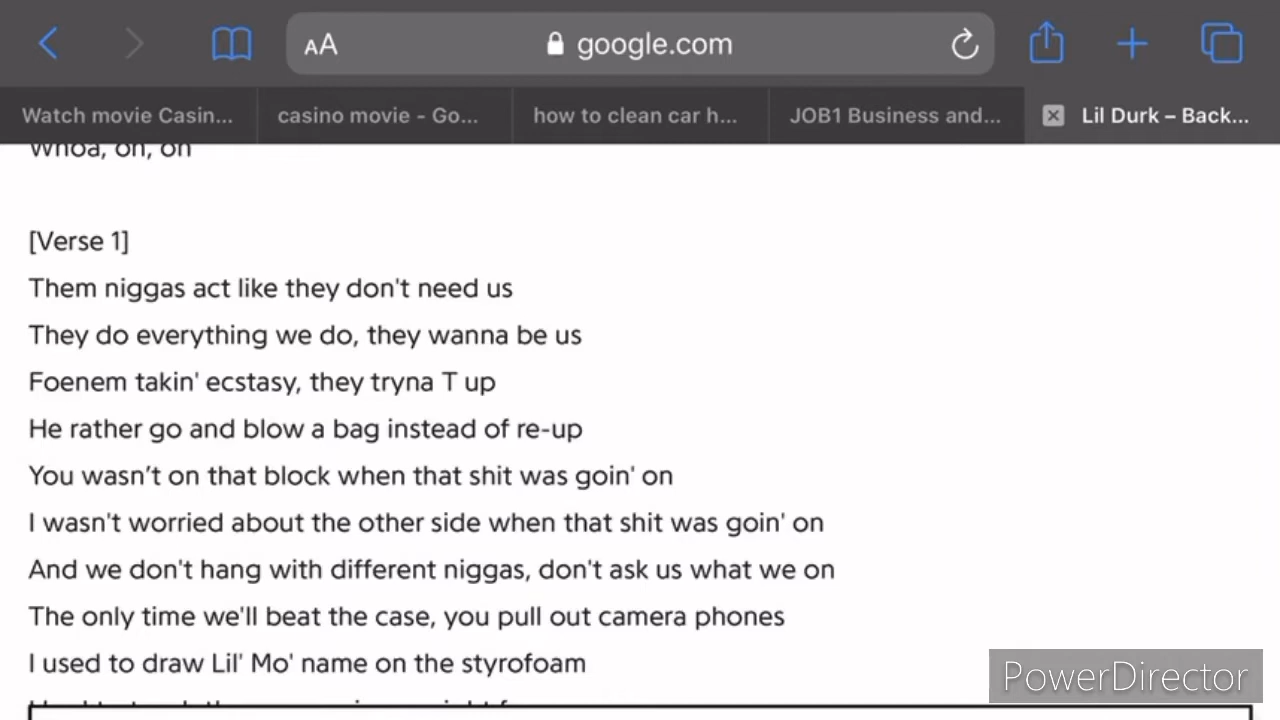 AA google.com
Watch movie Casin... casino movie - Go... how to clean car h... JOB1 Business and... Lil Durk – Back...
Whoa, oh, oh
[Verse 1]
Them niggas act like they don't need us
They do everything we do, they wanna be us
Foenem takin' ecstasy, they tryna T up
He rather go and blow a bag instead of re-up
You wasn’t on that block when that shit was goin' on
I wasn't worried about the other side when that shit was goin' on
And we don't hang with different niggas, don't ask us what we on
The only time we'll beat the case, you pull out camera phones
I used to draw Lil' Mo' name on the styrofoam
PowerDirector